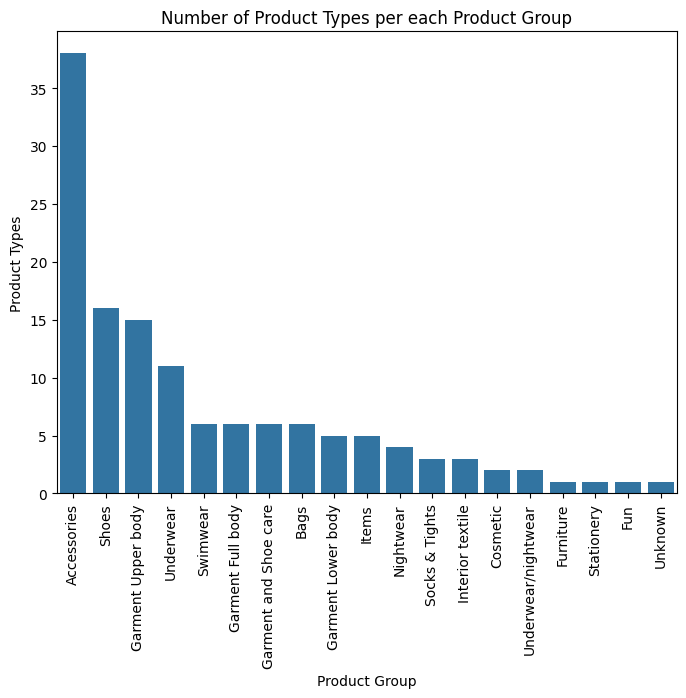 Number of Product Types per each Product Group
Product Types
35
30
25
20
15
10
5
0
Accessories
Shoes
Garment Upper body
Underwear
Swimwear
Garment Full body
Garment and Shoe care
Bags
Garment Lower body
Items
Nightwear
Socks & Tights
Interior textile
Cosmetic
Underwear/nightwear
Furniture
Stationery
Fun
Unknown
Product Group